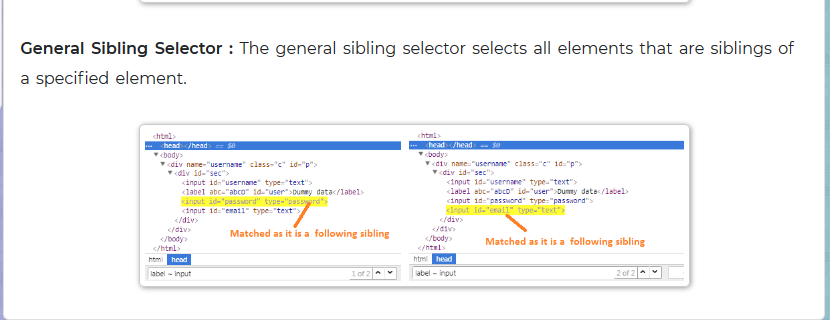 General Sibling Selector : The general sibling selector selects all elements that are siblings of
a specified element.
<html>
<head></head> == $0
<body>
<div name="username" class="c" id="p">
<div id="sec">
<input id="username" type="text">
<label abc="abcD" id="user">Dummy data</label>
<input id="password" type="password">
<input id="email" type="text">
</div>
</div>
</body>
</html>
Matched as it is a following sibling
html head
label ~ input 1 of 2
<html>
<head></head> == $0
<body>
<div name="username" class="c" id="p">
<div id="sec">
<input id="username" type="text">
<label abc="abcD" id="user">Dummy data</label>
<input id="password" type="password">
<input id="email" type="text">
</div>
</div>
</body>
</html>
Matched as it is a following sibling
html head
label ~ input 2 of 2